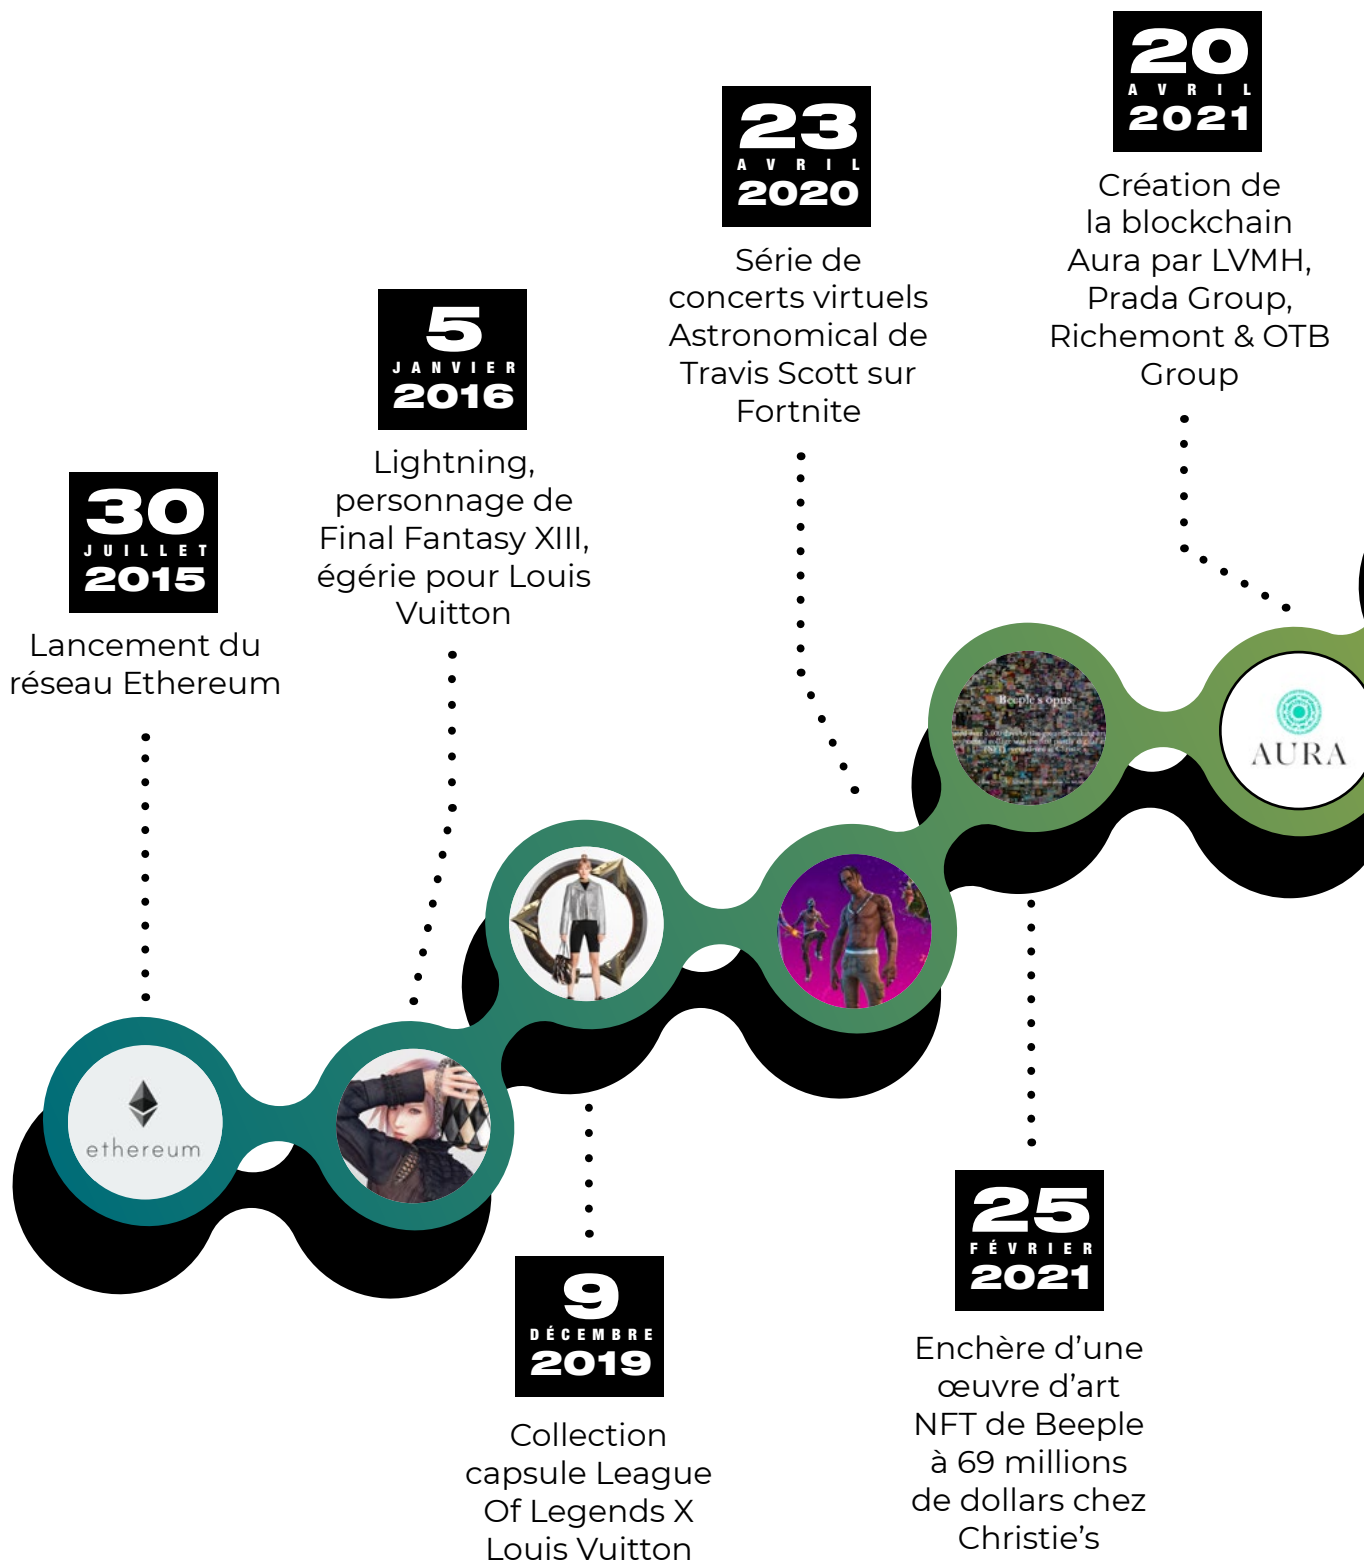 30
JUILLET
2015
Lancement du
réseau Ethereum
ethereum
5
JANVIER
2016
Lightning,
personnage de
Final Fantasy XIII,
égérie pour Louis
Vuitton
9
DÉCEMBRE
2019
Collection
capsule League
Of Legends X
Louis Vuitton
23
AVRIL
2020
Série de
concerts virtuels
Astronomical de
Travis Scott sur
Fortnite
Beeple's opus
25
FÉVRIER
2021
Enchère d’une
œuvre d’art
NFT de Beeple
à 69 millions
de dollars chez
Christie’s
20
AVRIL
2021
Création de
la blockchain
Aura par LVMH,
Prada Group,
Richemont & OTB
Group
AURA